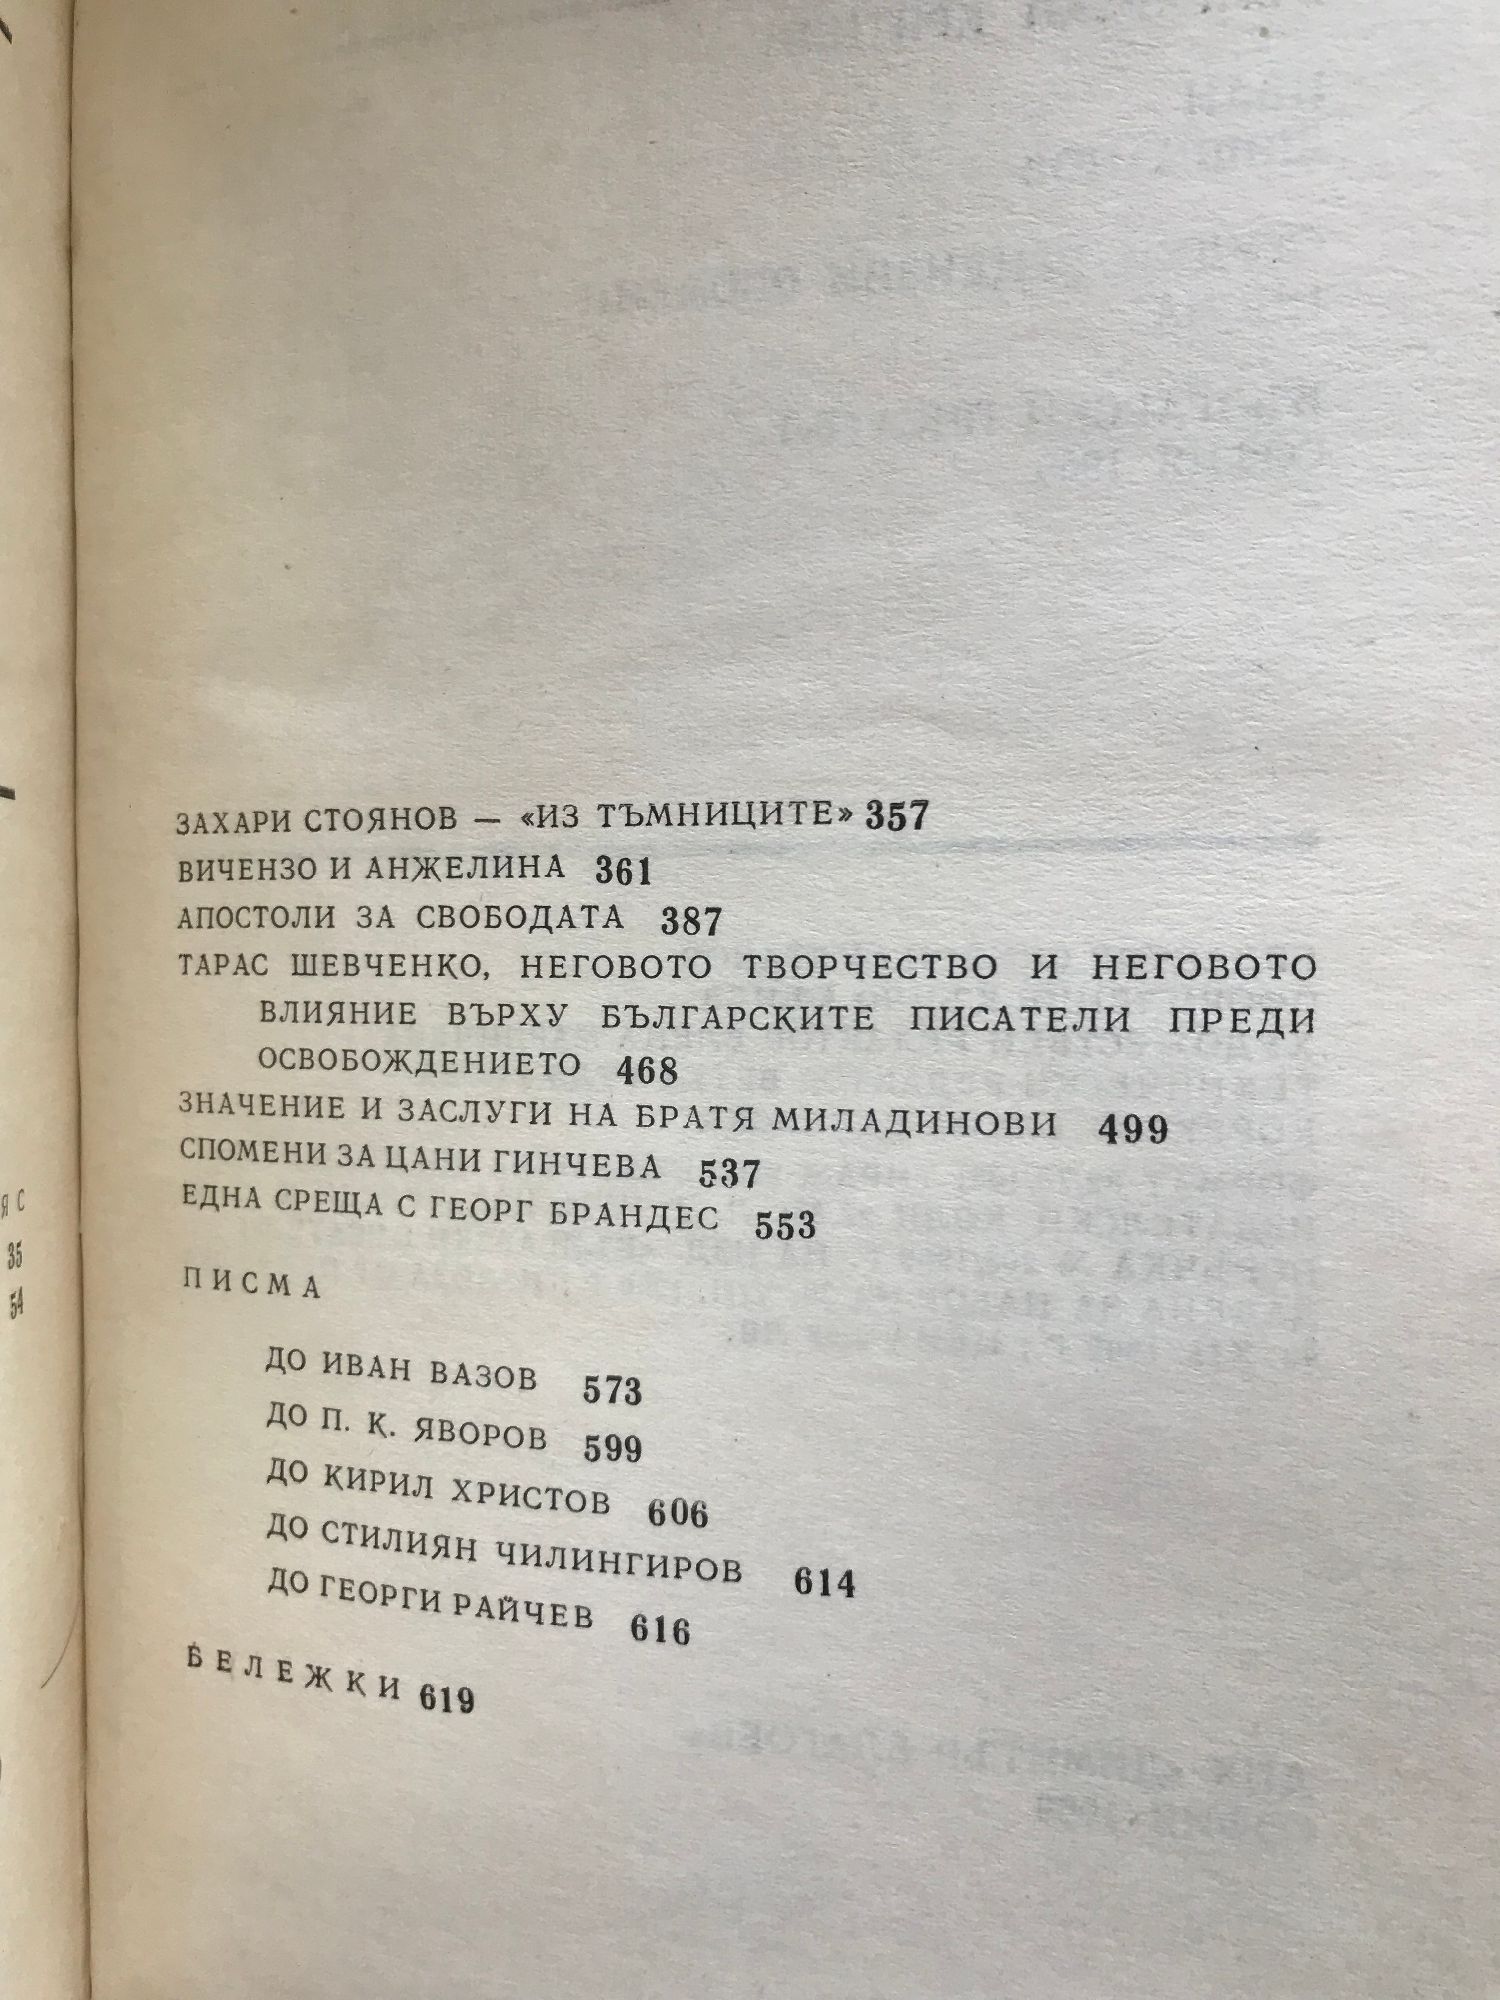 ЗАХАРИ СТОЯНОВ — «ИЗ ТЪМНИЦИТЕ» 357
ВИЧЕНЗО И АНЖЕЛИНА 361
АПОСТОЛИ ЗА СВОБОДАТА 387
ТАРАС ШЕВЧЕНКО, НЕГОВОТО ТВОРЧЕСТВО И НЕГОВОТО
ВЛИЯНИЕ ВЪРХУ БЪЛГАРСКИТЕ ПИСАТЕЛИ ПРЕДИ
ОСВОБОЖДЕНИЕТО 468
ЗНАЧЕНИЕ И ЗАСЛУГИ НА БРАТЯ МИЛАДИНОВИ 499
СПОМЕНИ ЗА ЦАНИ ГИНЧЕВА 537
ЕДНА СРЕЩА С ГЕОРГ БРАНДЕС 553
ПИСМА
ДО ИВАН ВАЗОВ 573
ДО П. К. ЯВОРОВ 599
ДО КИРИЛ ХРИСТОВ 606
ДО СТИЛИЯН ЧИЛИНГИРОВ 614
ДО ГЕОРГИ РАЙЧЕВ 616
БЕЛЕЖКИ 619
Я С
35
54